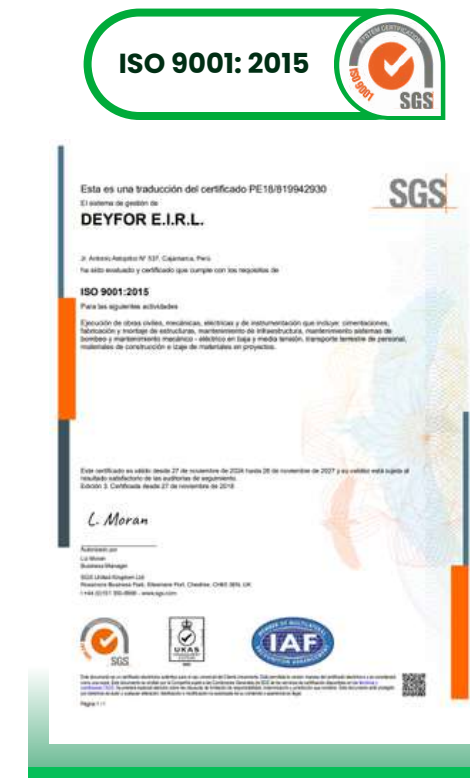 ISO 9001: 2015
SYSTEM CERTIFICATION
ISO 9001
SGS
Esta es una traducción del certificado PE18/819942930
SGS
El sistema de gestión de
DEYFOR E.I.R.L.
Jr. Antonio Astopilco N° 537, Cajamarca, Perú
ha sido evaluado y certificado que cumple con los requisitos de
ISO 9001:2015
Para las siguientes actividades
Ejecución de obras civiles, mecánicas, eléctricas y de instrumentación que incluye: cimentaciones,
fabricación y montaje de estructuras, mantenimiento de infraestructura, mantenimiento sistemas de
bombeo y mantenimiento mecánico - eléctrico en baja y media tensión, transporte terrestre de personal,
materiales de construcción e izaje de materiales en proyectos.
Este certificado es válido desde 27 de noviembre de 2024 hasta 26 de noviembre de 2027 y su validez está sujeta al
resultado satisfactorio de las auditorías de seguimiento.
Edición 3. Certificada desde 27 de noviembre de 2018
L. Moran
Autorizado por
Liz Moran
Business Manager
SGS United Kingdom Ltd
Rossmore Business Park, Ellesmere Port, Cheshire, CH65 3EN, UK
www.sgs.com
SGS
UKAS
IAF
Página 1 / 1